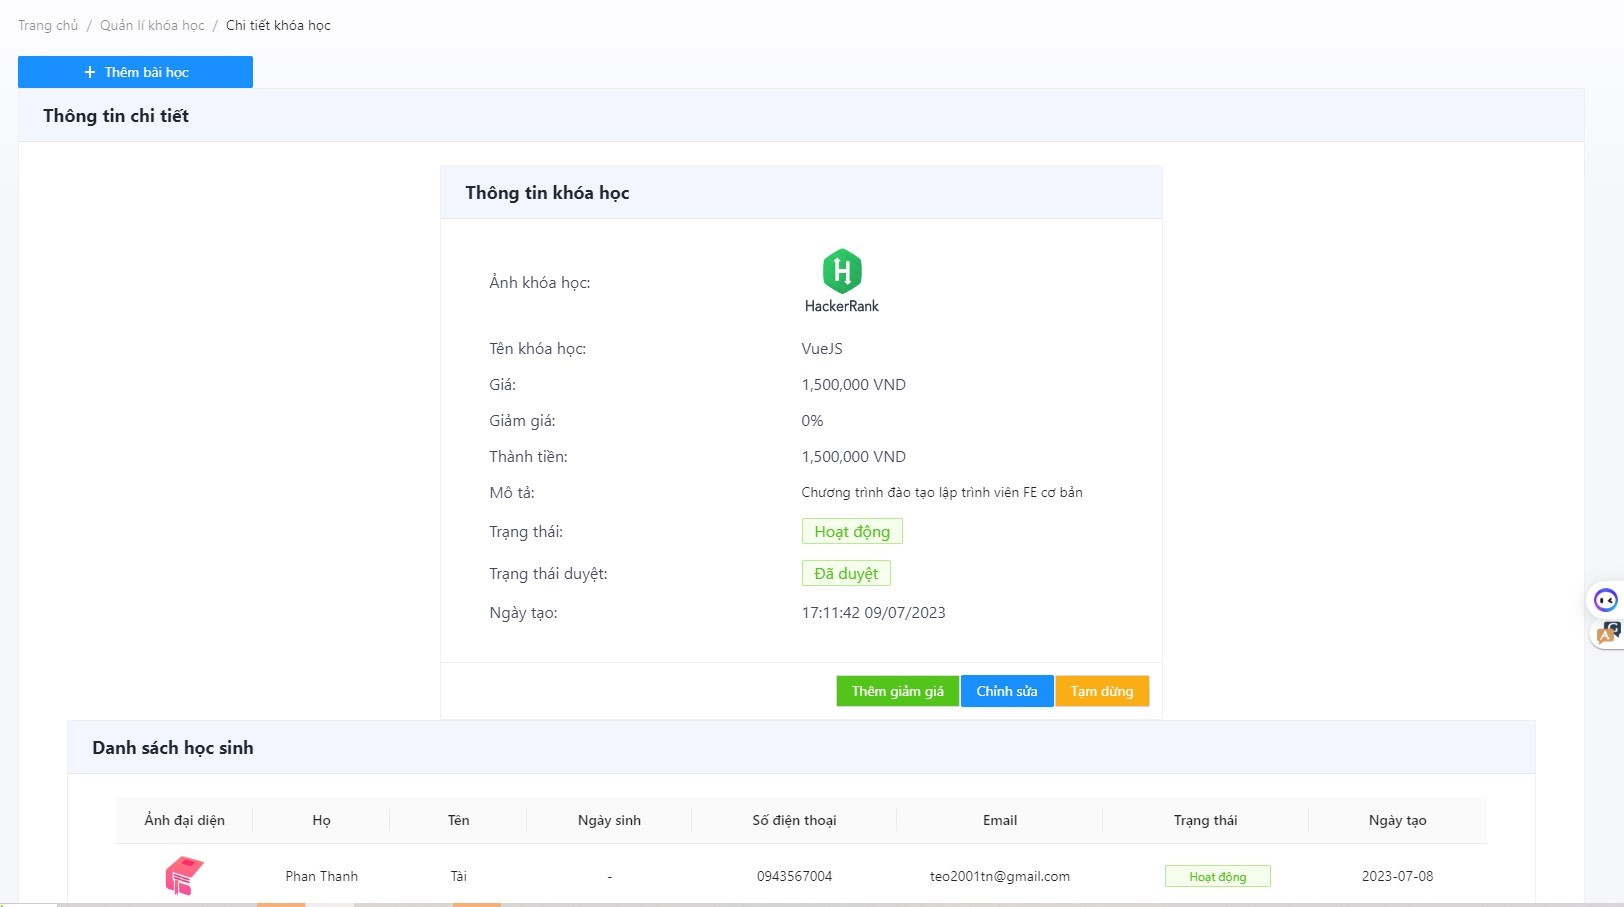 Trang chủ / Quản lí khóa học / Chi tiết khóa học
+ Thêm bài học
Thông tin chi tiết
Thông tin khóa học
Ảnh khóa học:
H
HackerRank
Tên khóa học: VueJS
Giá: 1,500,000 VND
Giảm giá: 0%
Thành tiền: 1,500,000 VND
Mô tả: Chương trình đào tạo lập trình viên FE cơ bản
Trạng thái: Hoạt động
Trạng thái duyệt: Đã duyệt
Ngày tạo: 17:11:42 09/07/2023
Thêm giảm giá Chỉnh sửa Tạm dừng
Danh sách học sinh
Ảnh đại diện Họ Tên Ngày sinh Số điện thoại Email Trạng thái Ngày tạo
Phan Thanh Tài - 0943567004 teo2001tn@gmail.com Hoạt động 2023-07-08